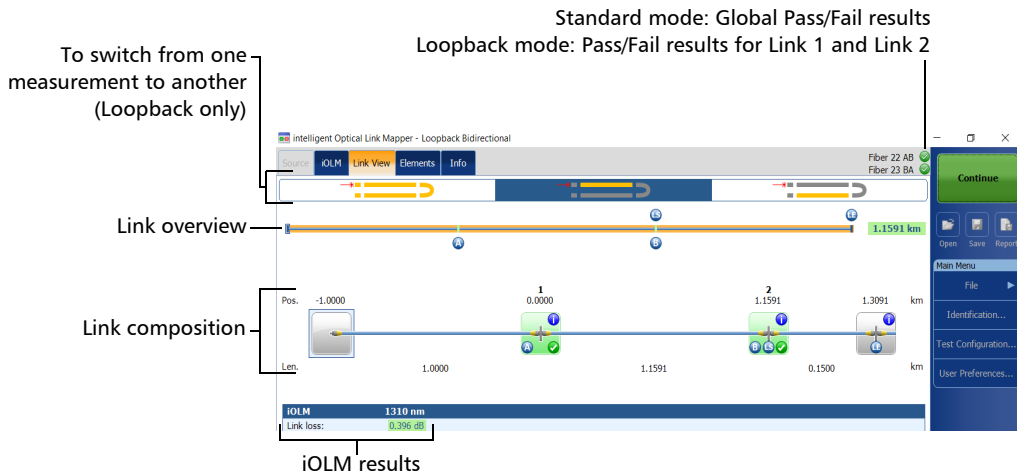 Standard mode: Global Pass/Fail results
Loopback mode: Pass/Fail results for Link 1 and Link 2
To switch from one
measurement to another
(Loopback only)
intelligent Optical Link Mapper - Loopback Bidirectional
Source iOLM Link View Elements Info
Fiber 22 AB
Fiber 23 BA
Continue
Link overview
LS LE
1.1591 km
A B
Open Save Report
Main Menu
File
Identification...
Test Configuration...
User Preferences...
Link composition
1 2
Pos. -1.0000 0.0000 1.1591 1.3091 km
i i i
A B LS LE
Len. 1.0000 1.1591 0.1500 km
iOLM 1310 nm
Link loss: 0.396 dB
iOLM results